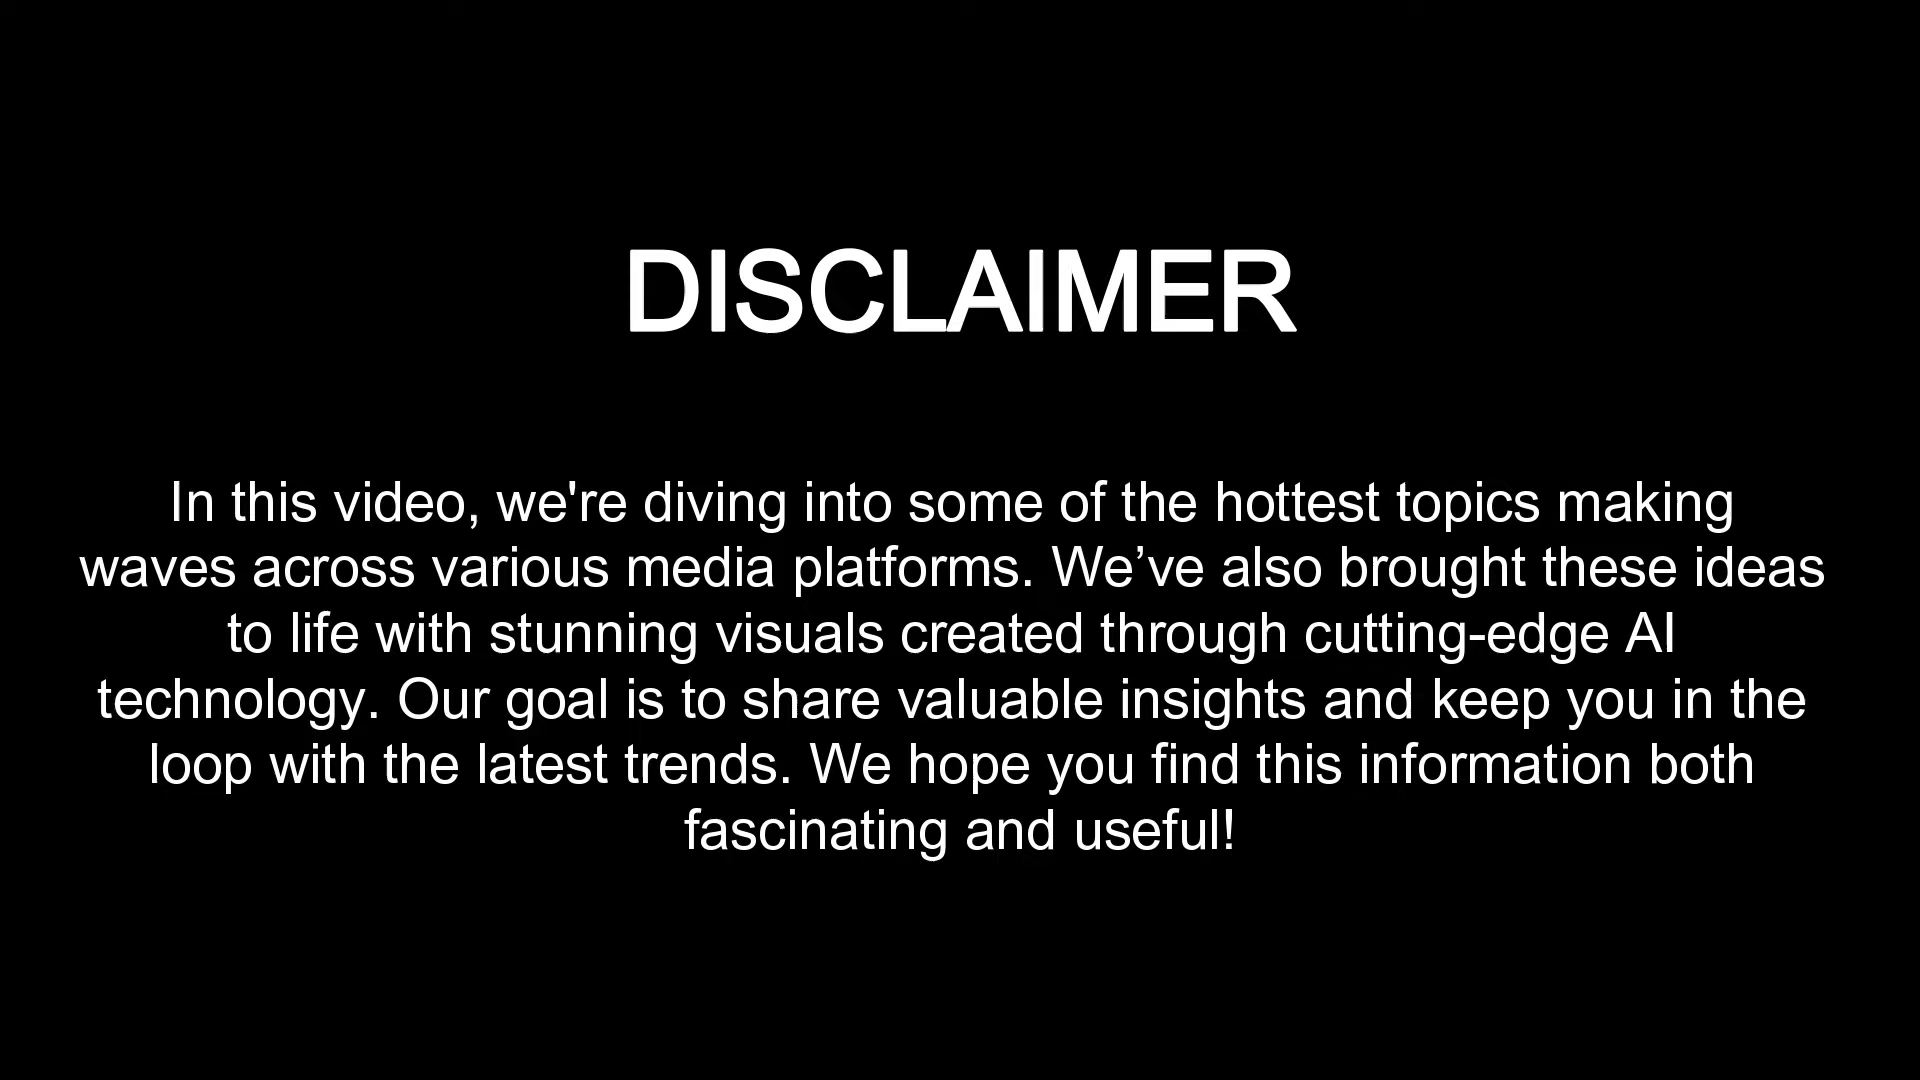 DISCLAIMER
In this video, we're diving into some of the hottest topics making
waves across various media platforms. We’ve also brought these ideas
to life with stunning visuals created through cutting-edge AI
technology. Our goal is to share valuable insights and keep you in the
loop with the latest trends. We hope you find this information both
fascinating and useful!